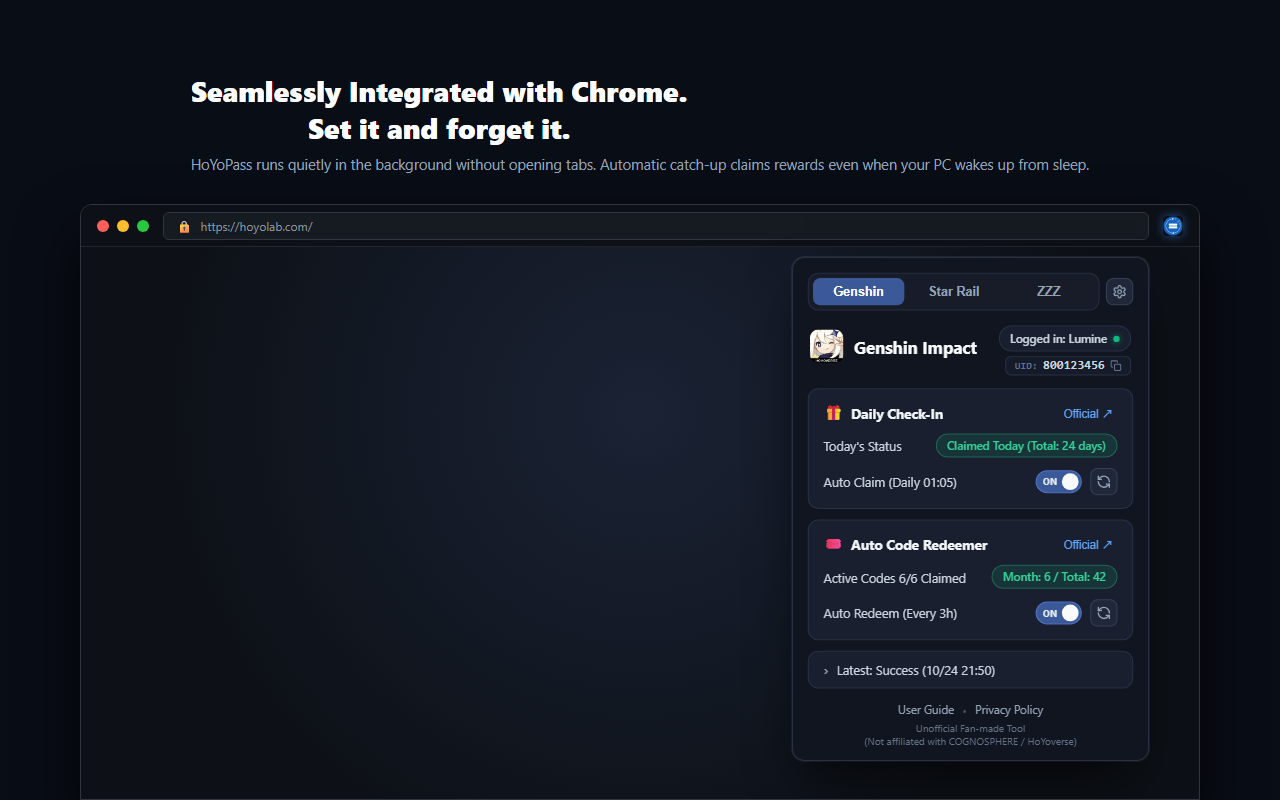 Seamlessly Integrated with Chrome.
Set it and forget it.
HoYoPass runs quietly in the background without opening tabs. Automatic catch-up claims rewards even when your PC wakes up from sleep.
https://hoyolab.com/
Genshin Star Rail ZZZ
Genshin Impact
Logged in: Lumine
UID: 800123456
Daily Check-In Official ↗
Today's Status Claimed Today (Total: 24 days)
Auto Claim (Daily 01:05) ON
Auto Code Redeemer Official ↗
Active Codes 6/6 Claimed Month: 6 / Total: 42
Auto Redeem (Every 3h) ON
› Latest: Success (10/24 21:50)
User Guide • Privacy Policy
Unofficial Fan-made Tool
(Not affiliated with COGNOSPHERE / HoYoverse)